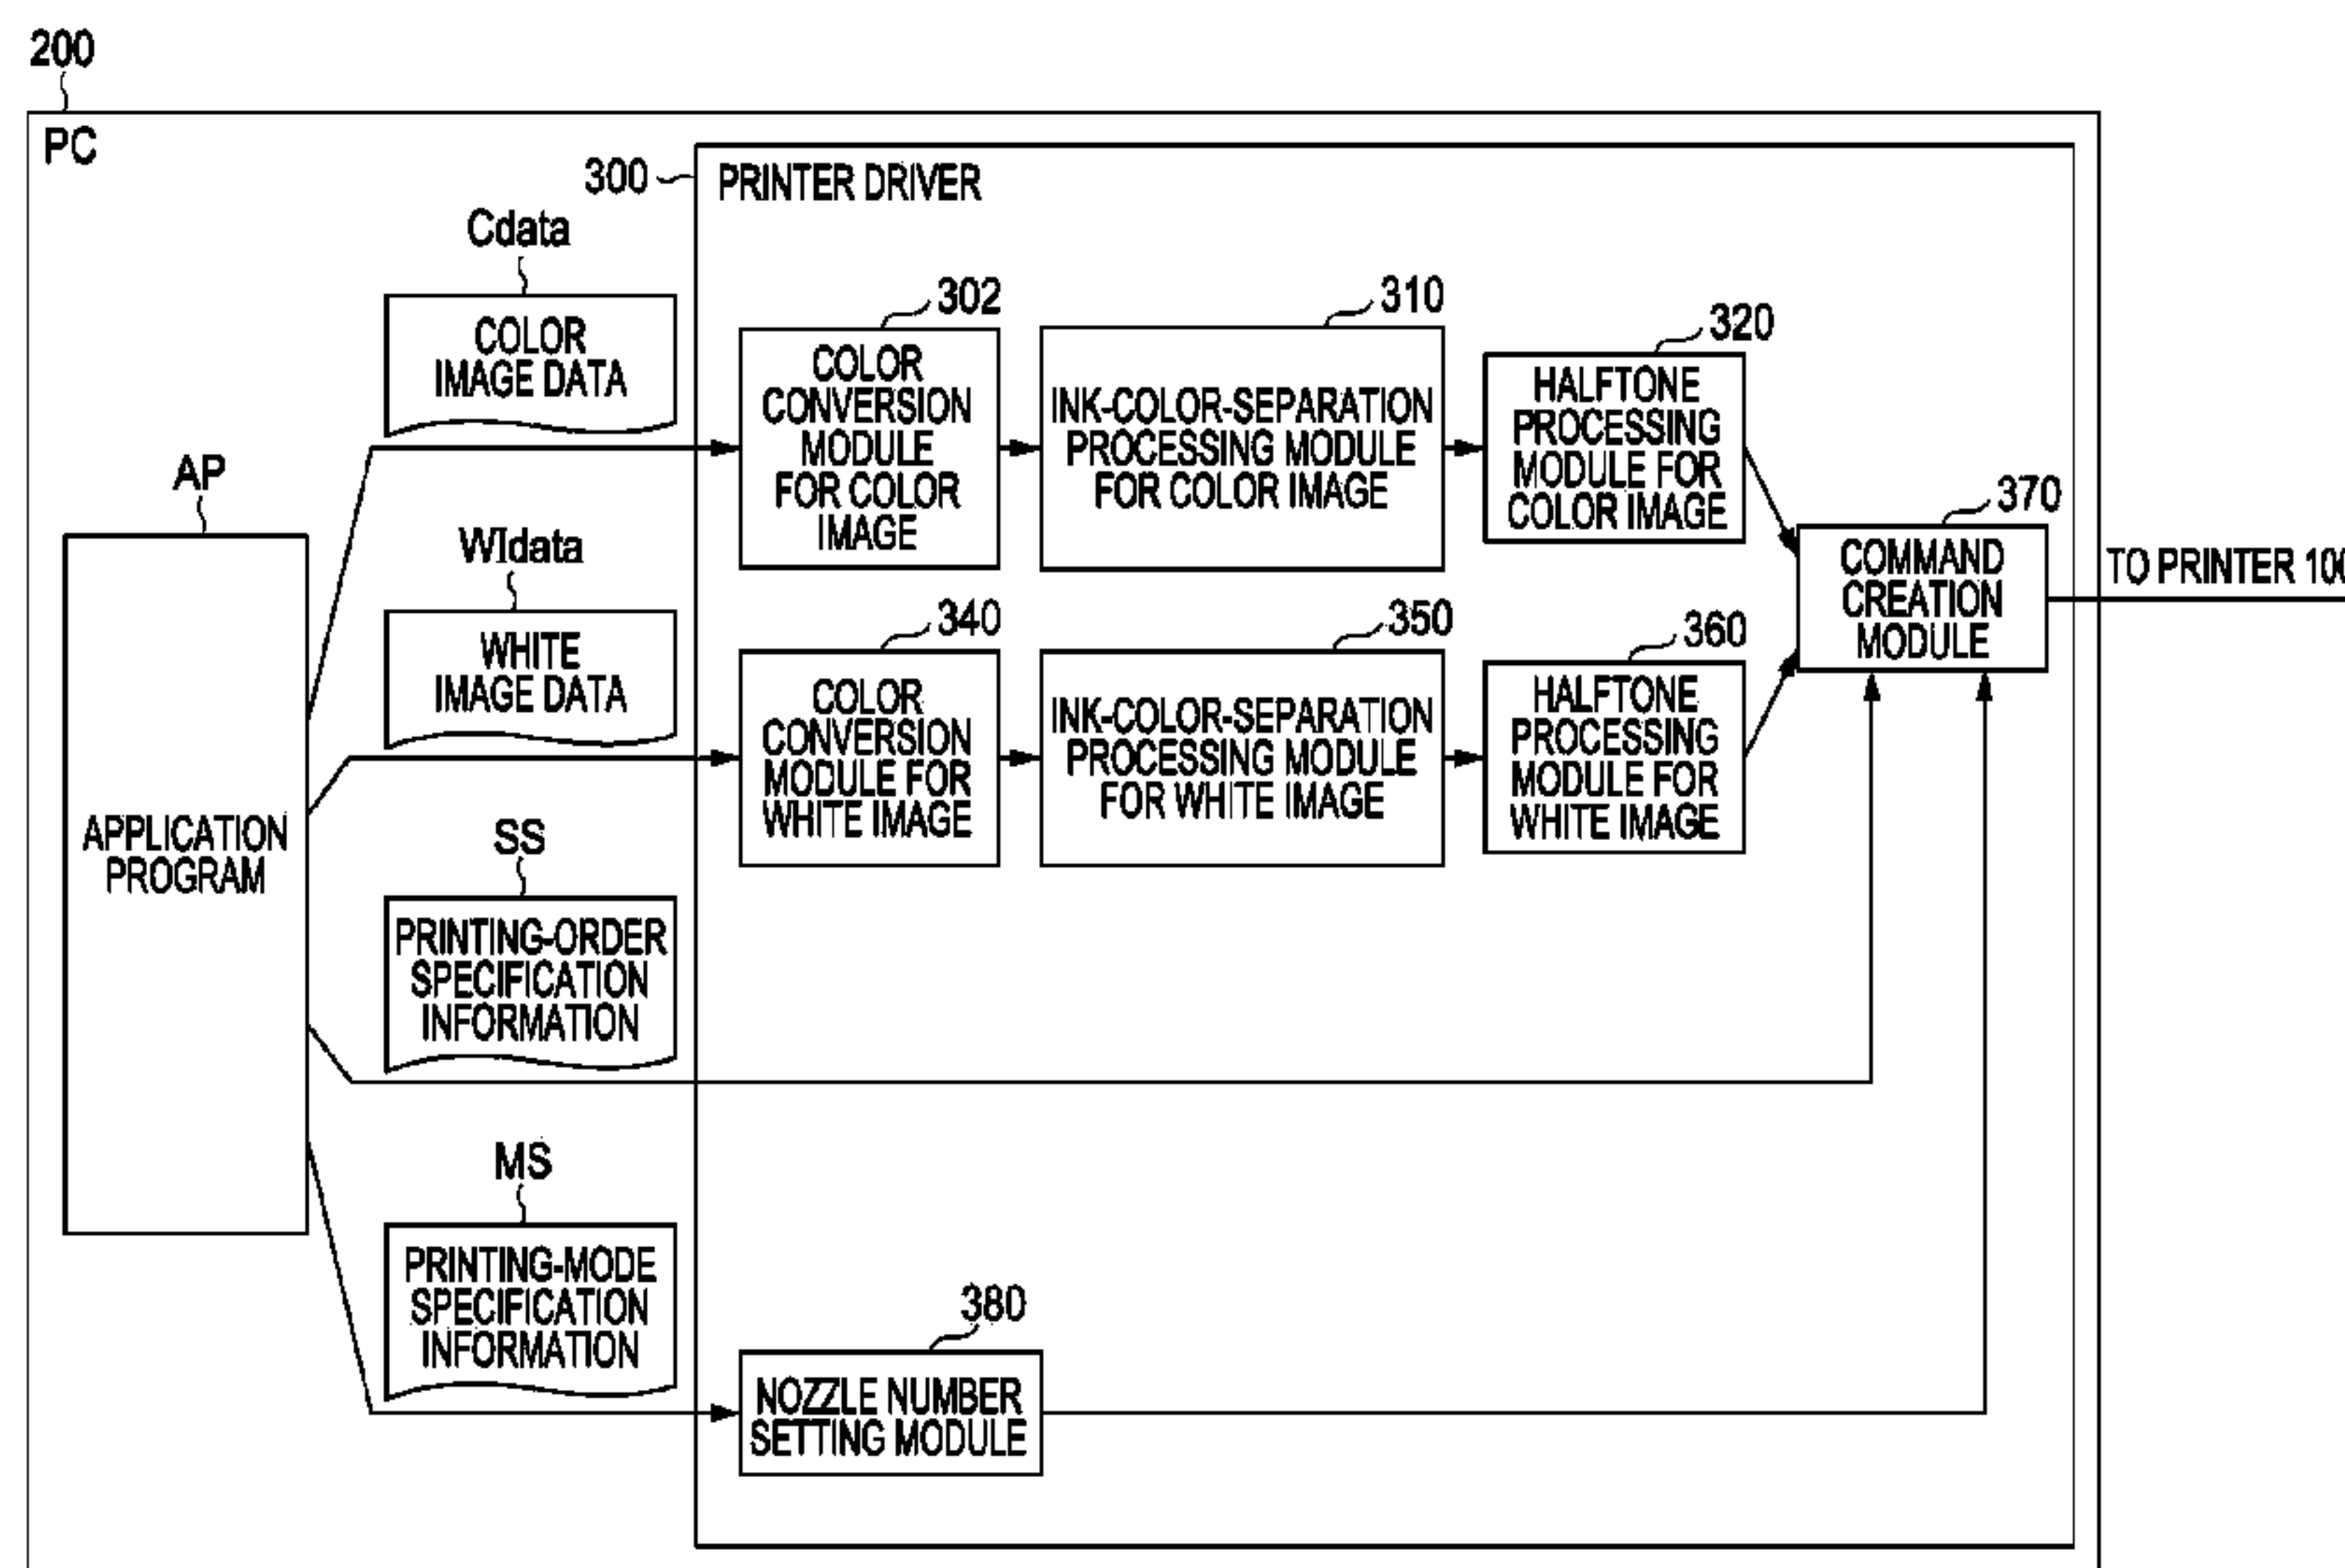 200
PC
300
PRINTER DRIVER
Cdata
COLOR
IMAGE DATA
302
COLOR
CONVERSION
MODULE
FOR COLOR
IMAGE
310
INK-COLOR-SEPARATION
PROCESSING MODULE
FOR COLOR IMAGE
320
HALFTONE
PROCESSING
MODULE FOR
COLOR IMAGE
370
COMMAND
CREATION
MODULE
TO PRINTER 100
AP
APPLICATION
PROGRAM
WIdata
WHITE
IMAGE DATA
340
COLOR
CONVERSION
MODULE FOR
WHITE IMAGE
350
INK-COLOR-SEPARATION
PROCESSING MODULE
FOR WHITE IMAGE
360
HALFTONE
PROCESSING
MODULE FOR
WHITE IMAGE
SS
PRINTING-ORDER
SPECIFICATION
INFORMATION
MS
PRINTING-MODE
SPECIFICATION
INFORMATION
380
NOZZLE NUMBER
SETTING MODULE